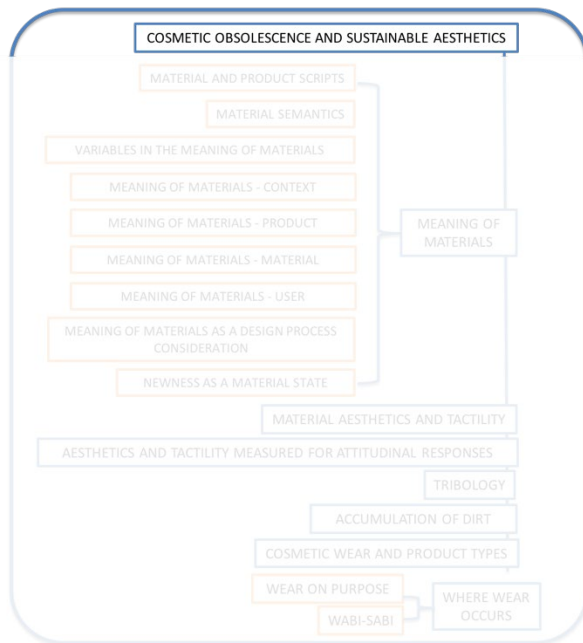 COSMETIC OBSOLESCENCE AND SUSTAINABLE AESTHETICS
MATERIAL AND PRODUCT SCRIPTS
MATERIAL SEMANTICS
VARIABLES IN THE MEANING OF MATERIALS
MEANING OF MATERIALS - CONTEXT
MEANING OF MATERIALS - PRODUCT
MEANING OF MATERIALS - MATERIAL
MEANING OF MATERIALS - USER
MEANING OF MATERIALS AS A DESIGN PROCESS
CONSIDERATION
NEWNESS AS A MATERIAL STATE
MEANING OF
MATERIALS
MATERIAL AESTHETICS AND TACTILITY
AESTHETICS AND TACTILITY MEASURED FOR ATTITUDINAL RESPONSES
TRIBOLOGY
ACCUMULATION OF DIRT
COSMETIC WEAR AND PRODUCT TYPES
WEAR ON PURPOSE
WABI-SABI
WHERE WEAR
OCCURS